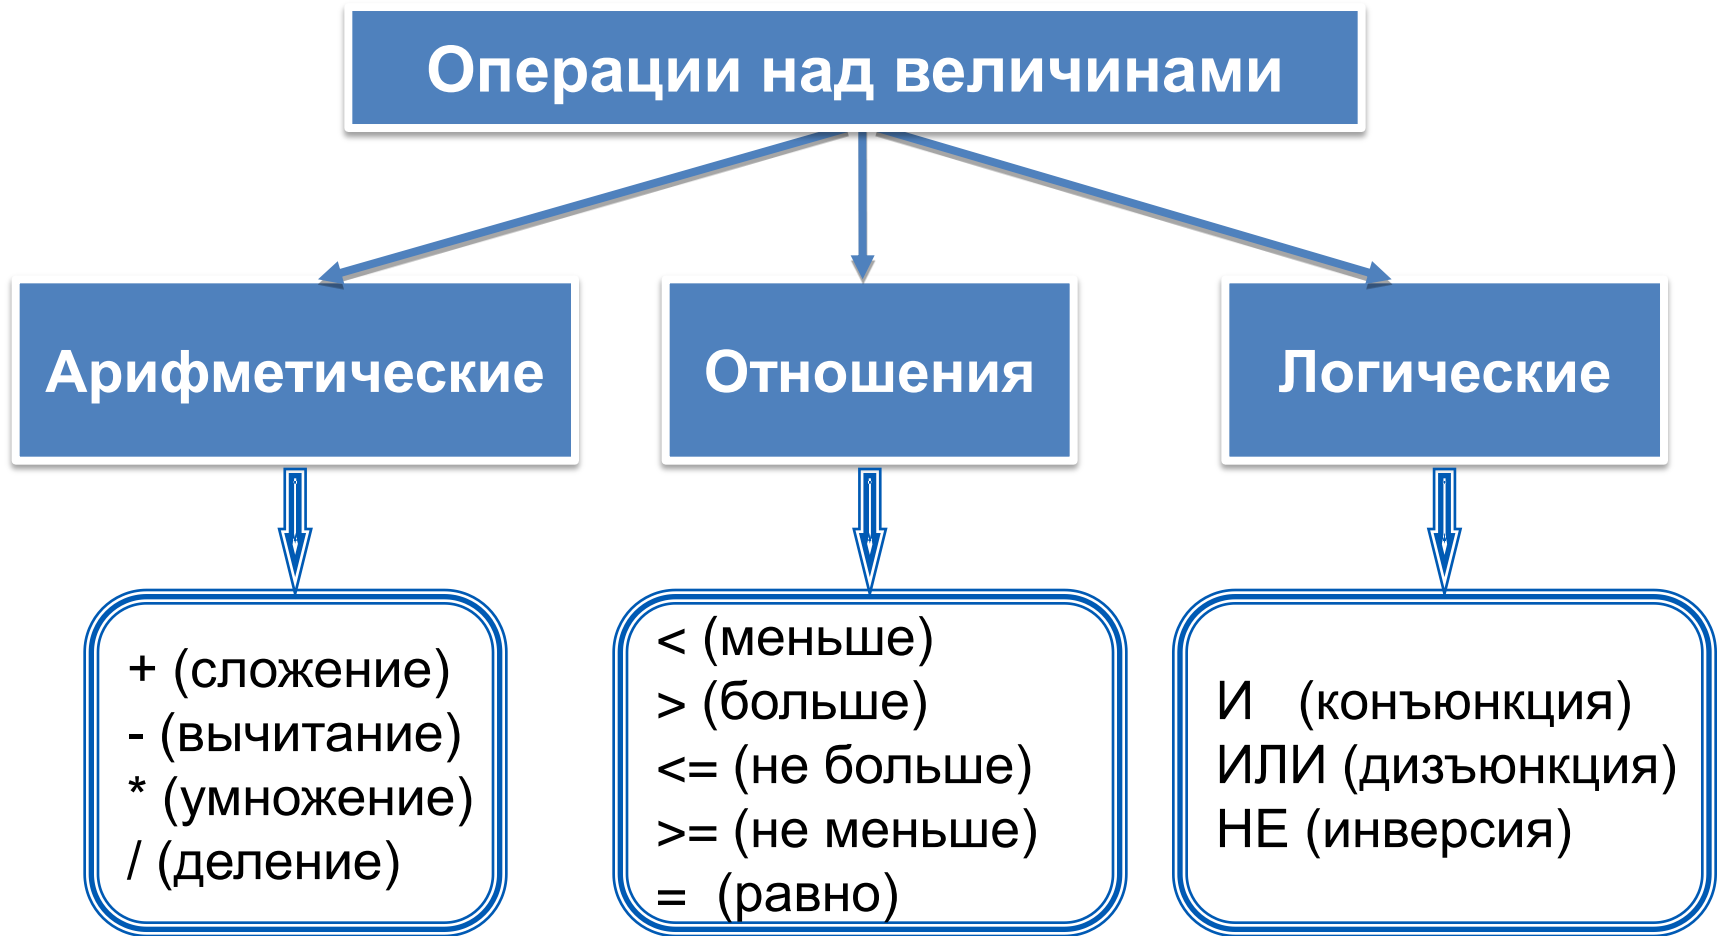 Операции над величинами
Арифметические
Отношения
Логические
+ (сложение)
- (вычитание)
* (умножение)
/ (деление)
< (меньше)
> (больше)
<= (не больше)
>= (не меньше)
= (равно)
И (конъюнкция)
ИЛИ (дизъюнкция)
НЕ (инверсия)